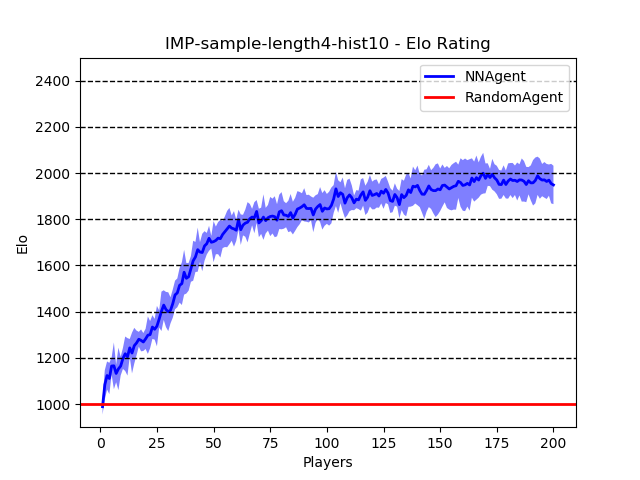 IMP-sample-length4-hist10 - Elo Rating
NNAgent
RandomAgent
2400
2200
2000
1800
1600
1400
1200
1000
Elo
0 25 50 75 100 125 150 175 200
Players